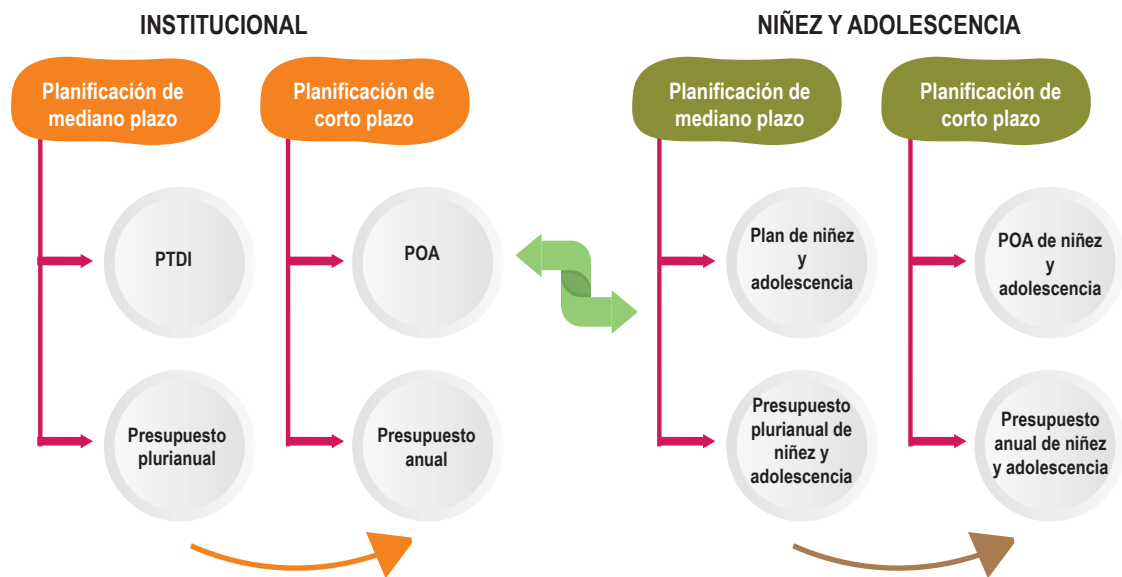 INSTITUCIONAL
Planificación de
mediano plazo
Planificación de
corto plazo
PTDI
POA
Presupuesto
plurianual
Presupuesto
anual
NIÑEZ Y ADOLESCENCIA
Planificación de
mediano plazo
Planificación de
corto plazo
Plan de niñez
y
adolescencia
POA de niñez
y
adolescencia
Presupuesto
plurianual de
niñez y
adolescencia
Presupuesto
anual de niñez
y adolescencia